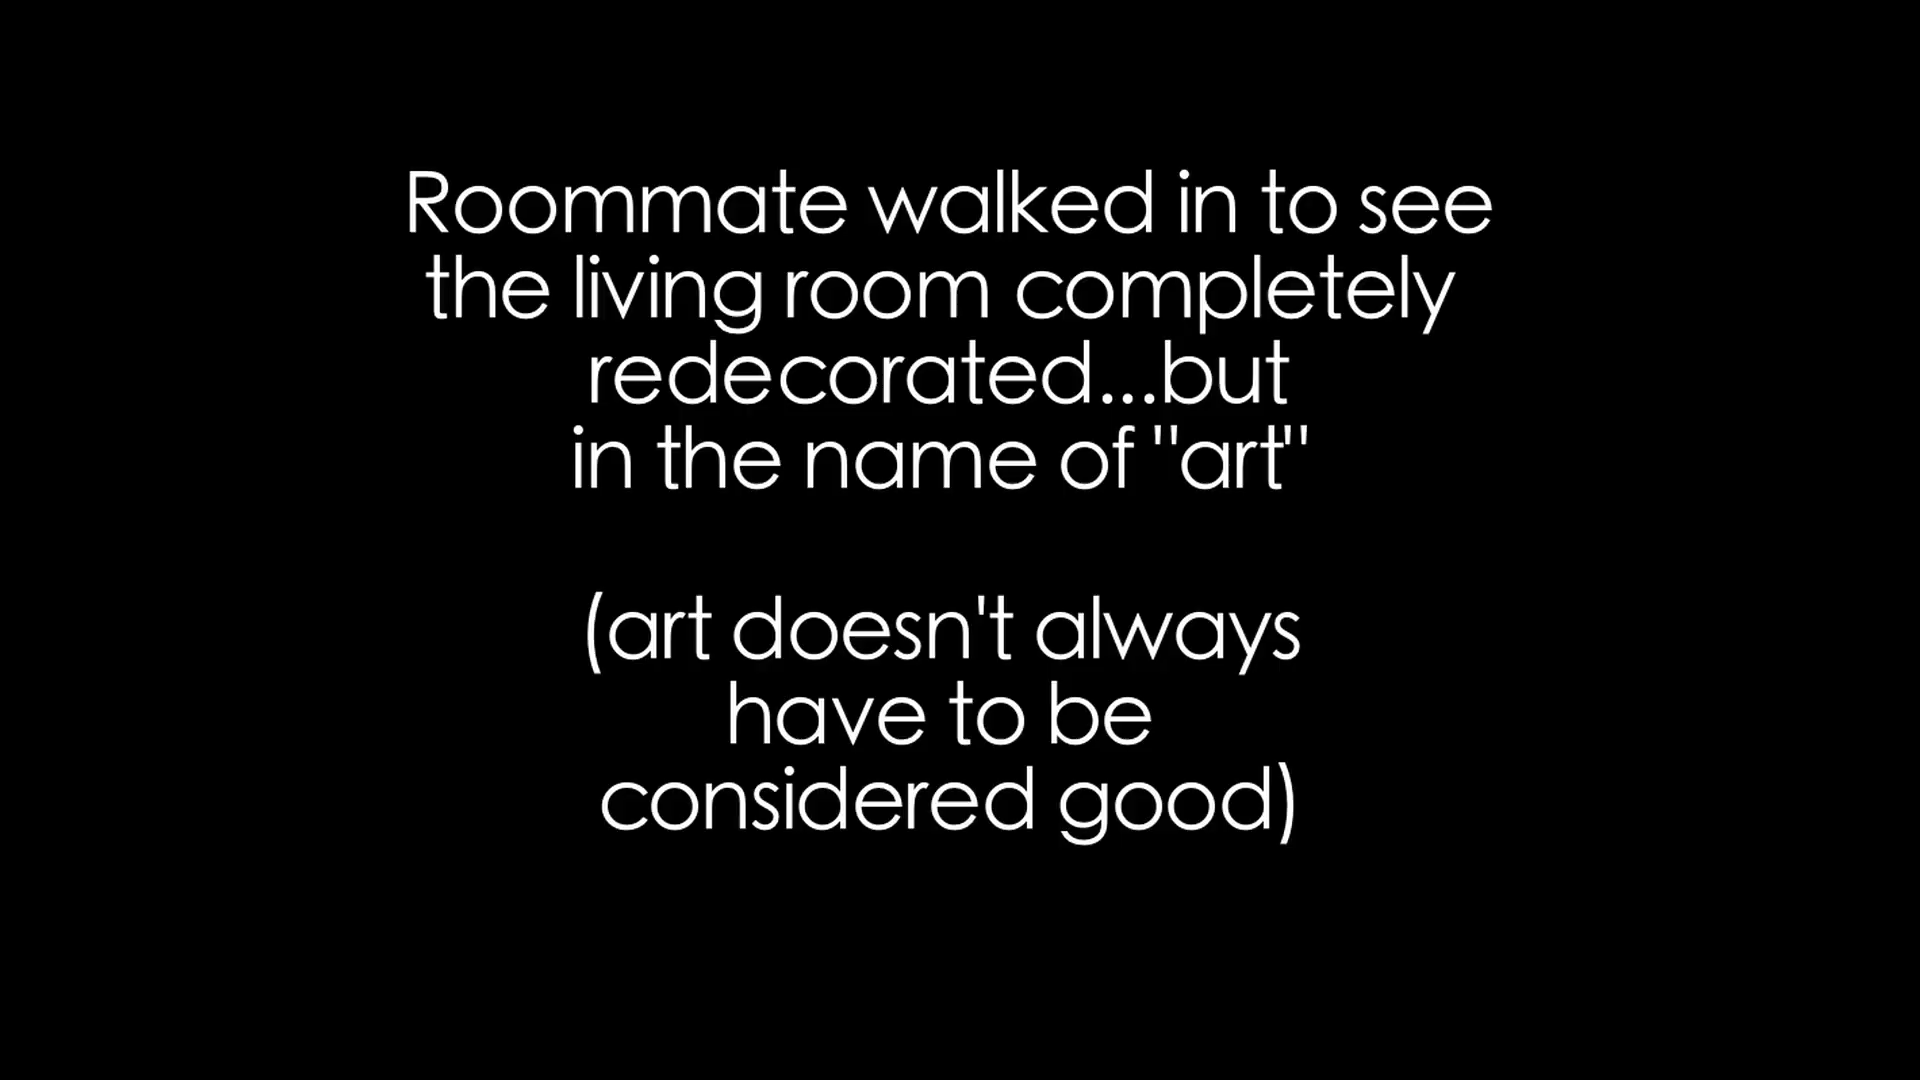 Roommate walked in to see
the living room completely
redecorated...but
in the name of "art"
(art doesn't always
have to be
considered good)